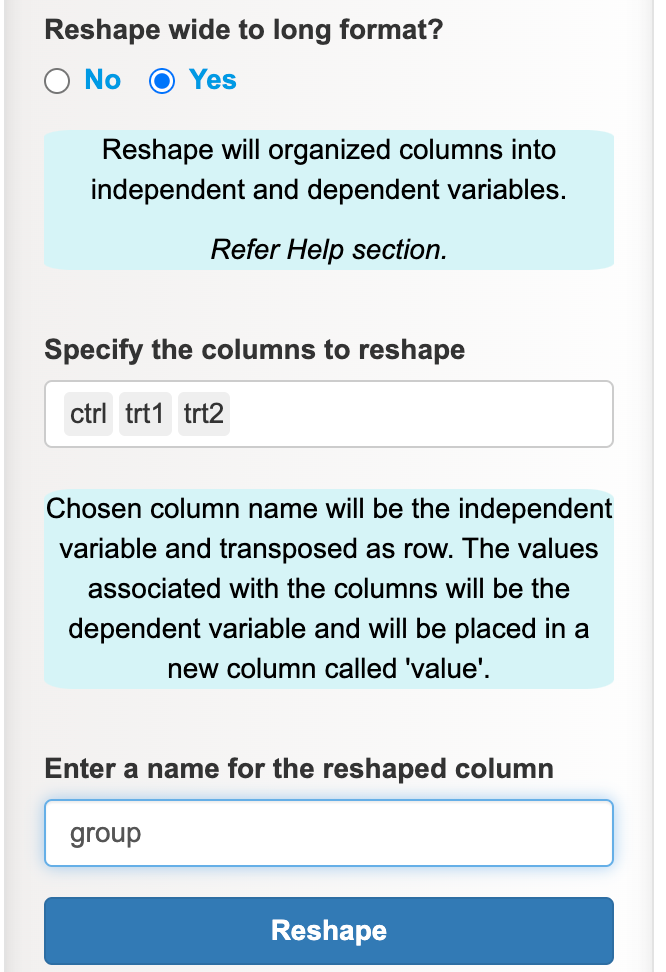 Reshape wide to long format?
No Yes
Reshape will organized columns into
independent and dependent variables.
Refer Help section.
Specify the columns to reshape
ctrl trt1 trt2
Chosen column name will be the independent
variable and transposed as row. The values
associated with the columns will be the
dependent variable and will be placed in a
new column called 'value'.
Enter a name for the reshaped column
group
Reshape